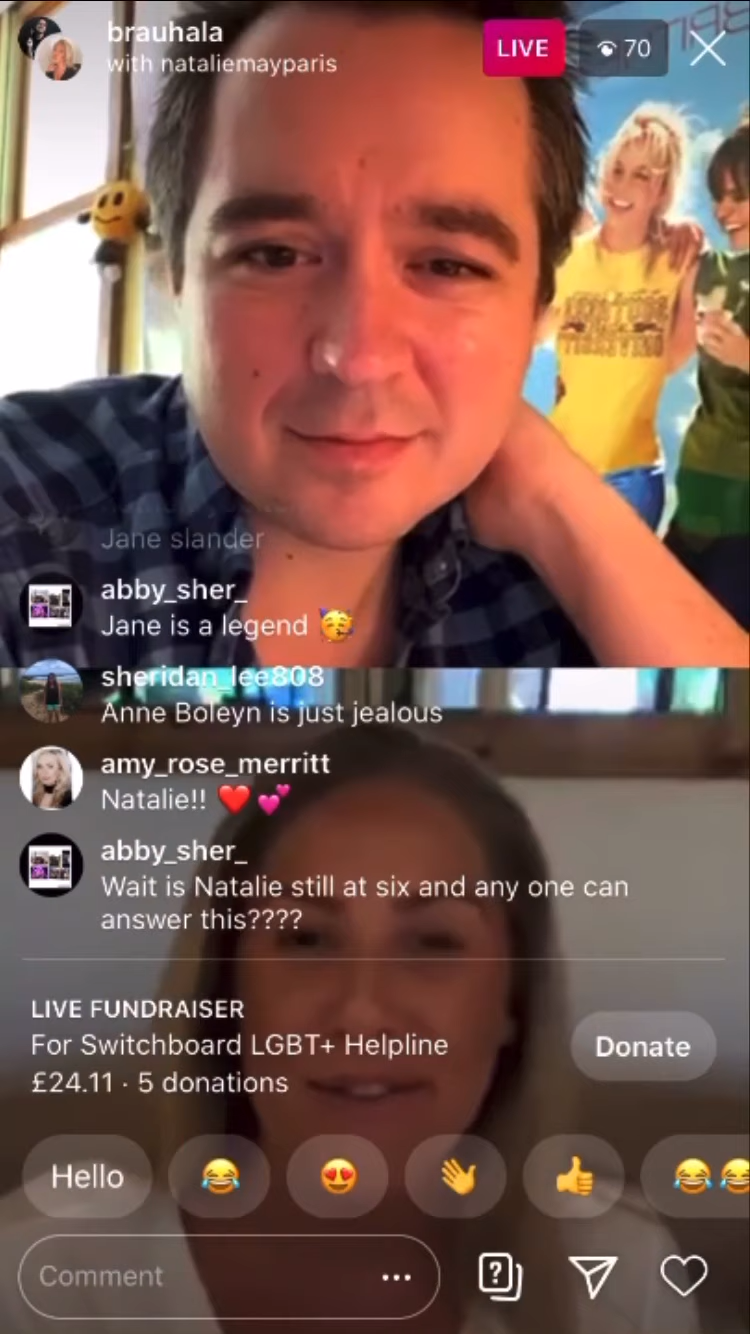 brauhala
with nataliemayparis
LIVE
70
Jane slander
abby_sher_
Jane is a legend 🥳
sheridan_lee808
Anne Boleyn is just jealous
amy_rose_merritt
Natalie!! ❤️💕
abby_sher_
Wait is Natalie still at six and any one can
answer this????
LIVE FUNDRAISER
For Switchboard LGBT+ Helpline
£24.11 · 5 donations
Donate
Hello 😂 😍 👋 👍 😂😂
Comment